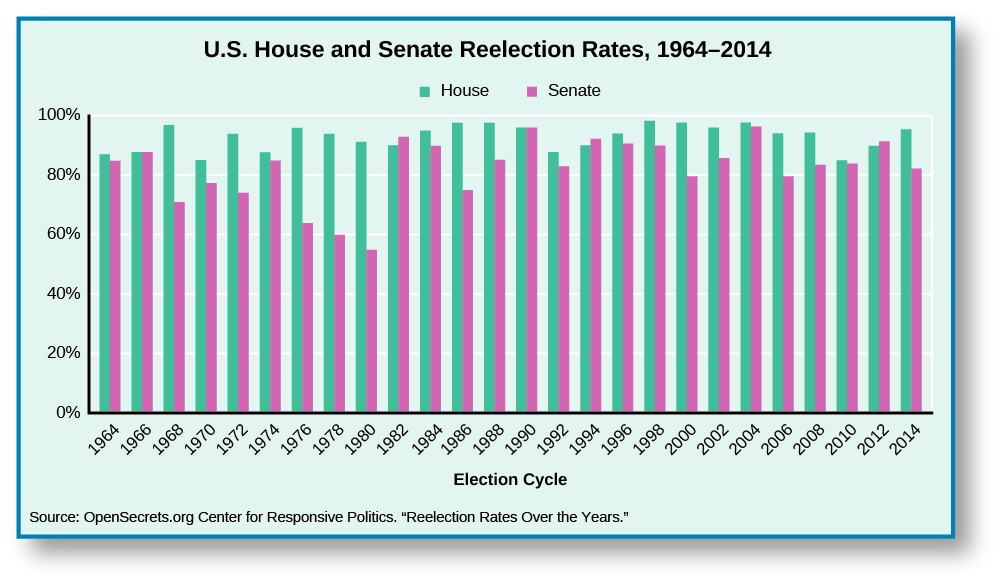 U.S. House and Senate Reelection Rates, 1964–2014
House Senate
100%
80%
60%
40%
20%
0%
1964 1966 1968 1970 1972 1974 1976 1978 1980 1982 1984 1986 1988 1990 1992 1994 1996 1998 2000 2002 2004 2006 2008 2010 2012 2014
Election Cycle
Source: OpenSecrets.org Center for Responsive Politics. “Reelection Rates Over the Years.”